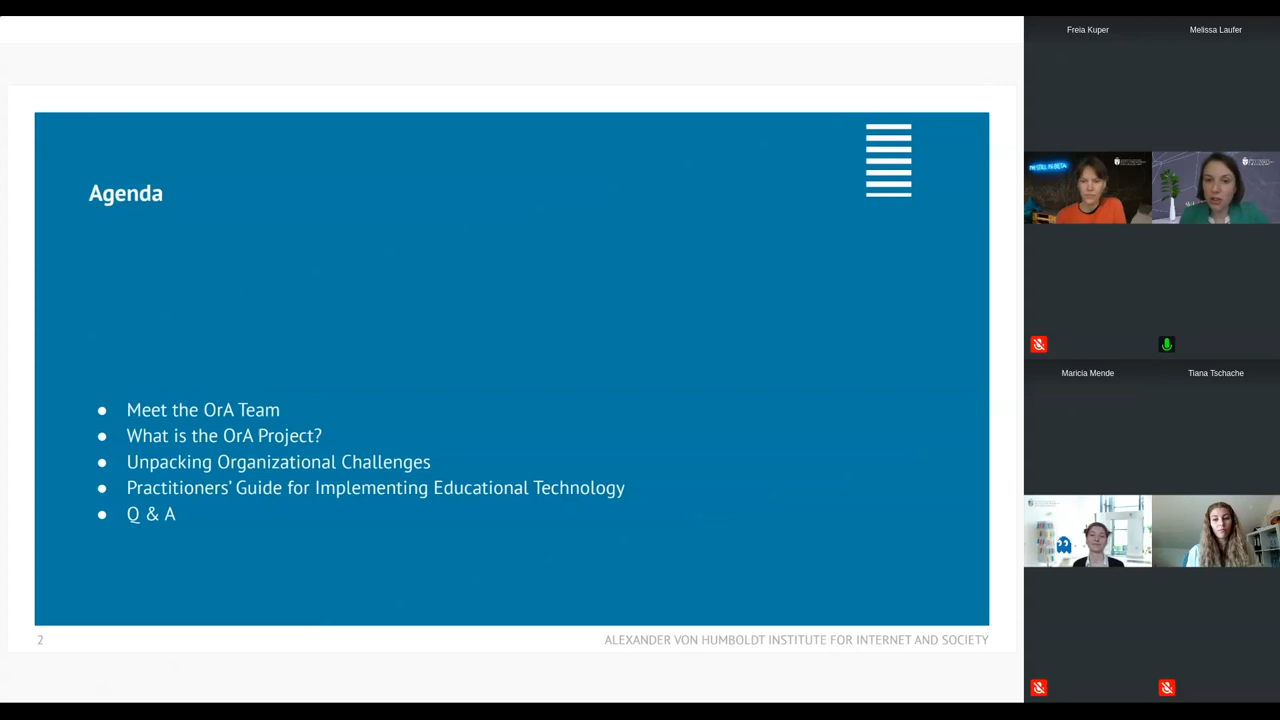 Freia Kuper
Melissa Laufer
Agenda
● Meet the OrA Team
● What is the OrA Project?
● Unpacking Organizational Challenges
● Practitioners’ Guide for Implementing Educational Technology
● Q & A
2
ALEXANDER VON HUMBOLDT INSTITUTE FOR INTERNET AND SOCIETY
Maricia Mende
Tiana Tschache